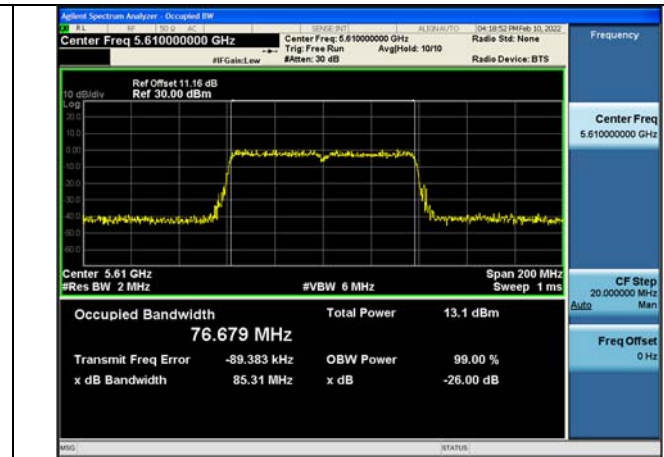 Agilent Spectrum Analyzer - Occupied BW
RL RF 50 Ω AC SENSE:INT ALIGN AUTO 04:18:52 PM Feb 10, 2022
Center Freq 5.610000000 GHz
Center Freq: 5.610000000 GHz
Radio Std: None
Trig: Free Run Avg|Hold: 10/10
#IFGain:Low #Atten: 30 dB Radio Device: BTS
Frequency
Ref Offset 11.16 dB
10 dB/div Ref 30.00 dBm
Log
20.0
10.0
0.00
10.0
20.0
30.0
40.0
50.0
60.0
Center Freq
5.610000000 GHz
Center 5.61 GHz Span 200 MHz
#Res BW 2 MHz #VBW 6 MHz Sweep 1 ms
CF Step
20.000000 MHz
Auto Man
Occupied Bandwidth Total Power 13.1 dBm
76.679 MHz
Transmit Freq Error -89.383 kHz OBW Power 99.00 %
x dB Bandwidth 85.31 MHz x dB -26.00 dB
Freq Offset
0 Hz
MSG STATUS